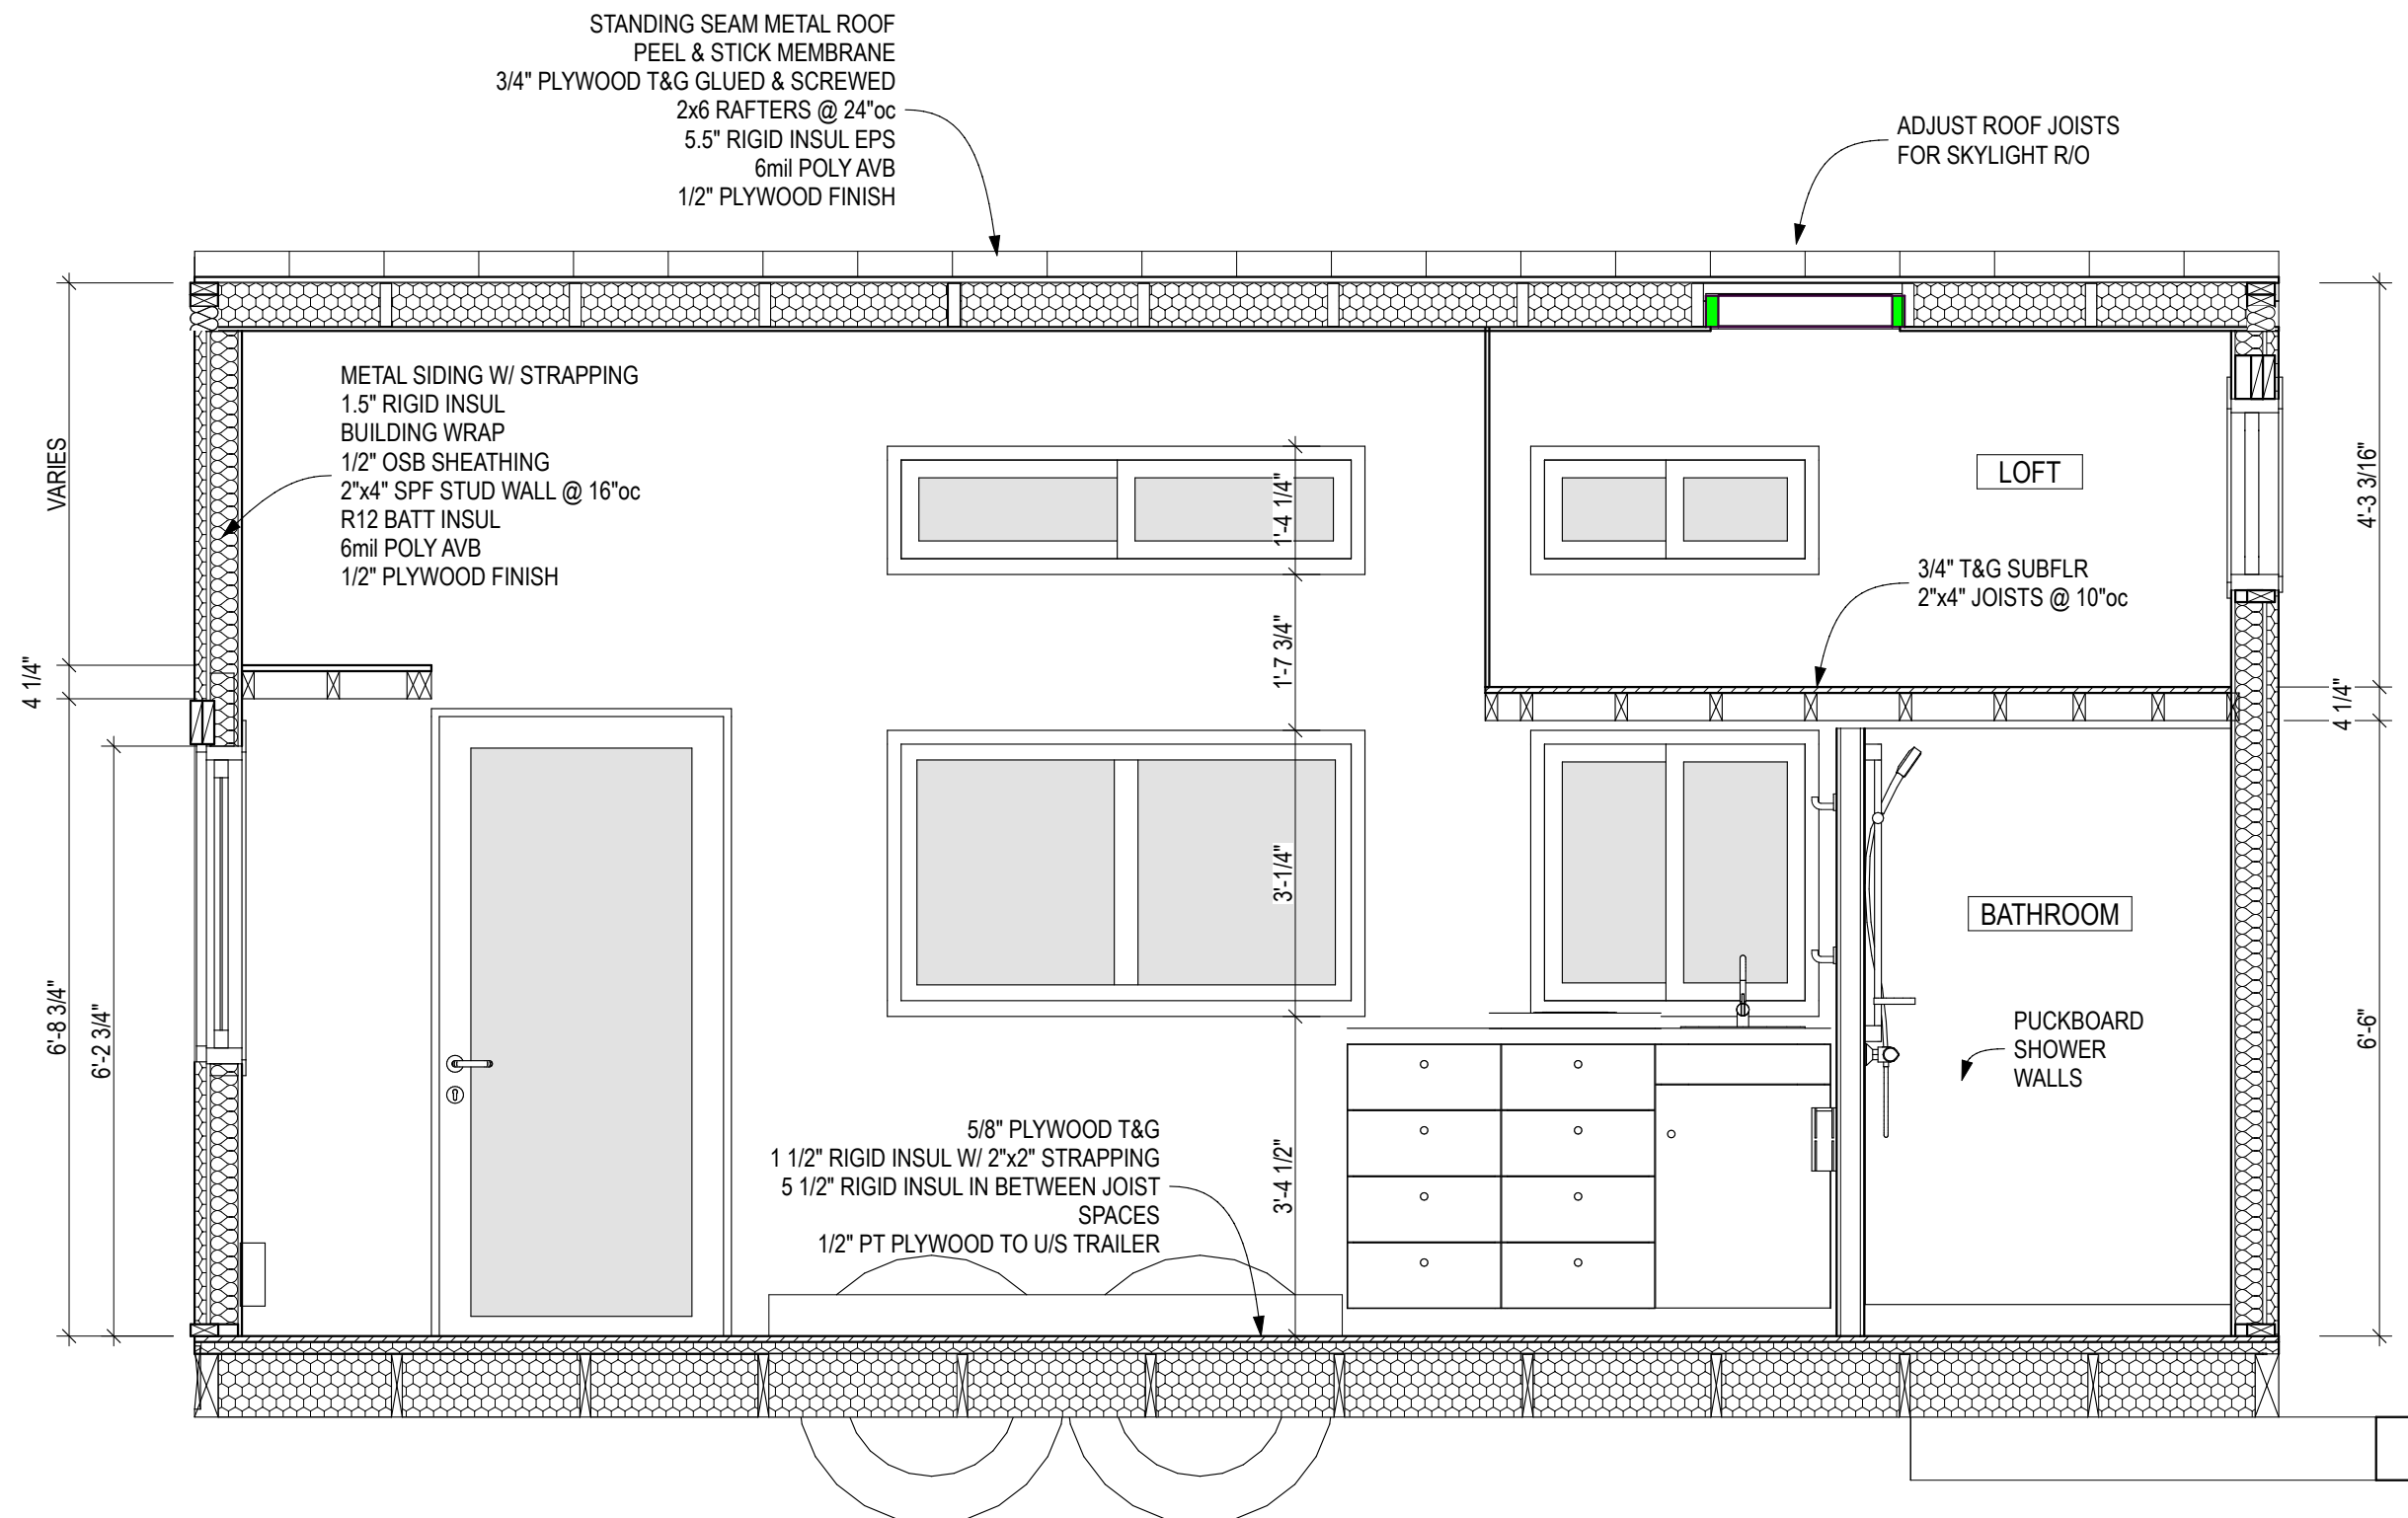 STANDING SEAM METAL ROOF
PEEL & STICK MEMBRANE
3/4" PLYWOOD T&G GLUED & SCREWED
2x6 RAFTERS @ 24"oc
5.5" RIGID INSUL EPS
6mil POLY AVB
1/2" PLYWOOD FINISH
ADJUST ROOF JOISTS
FOR SKYLIGHT R/O
METAL SIDING W/ STRAPPING
1.5" RIGID INSUL
BUILDING WRAP
1/2" OSB SHEATHING
2"x4" SPF STUD WALL @ 16"oc
R12 BATT INSUL
6mil POLY AVB
1/2" PLYWOOD FINISH
VARIES
4 1/4"
6'-8 3/4"
6'-2 3/4"
1'-4 1/4"
1'-7 3/4"
3'-1/4"
3'-4 1/2"
LOFT
3/4" T&G SUBFLR
2"x4" JOISTS @ 10"oc
4'-3 3/16"
4 1/4"
6'-6"
BATHROOM
PUCKBOARD
SHOWER
WALLS
5/8" PLYWOOD T&G
1 1/2" RIGID INSUL W/ 2"x2" STRAPPING
5 1/2" RIGID INSUL IN BETWEEN JOIST
SPACES
1/2" PT PLYWOOD TO U/S TRAILER